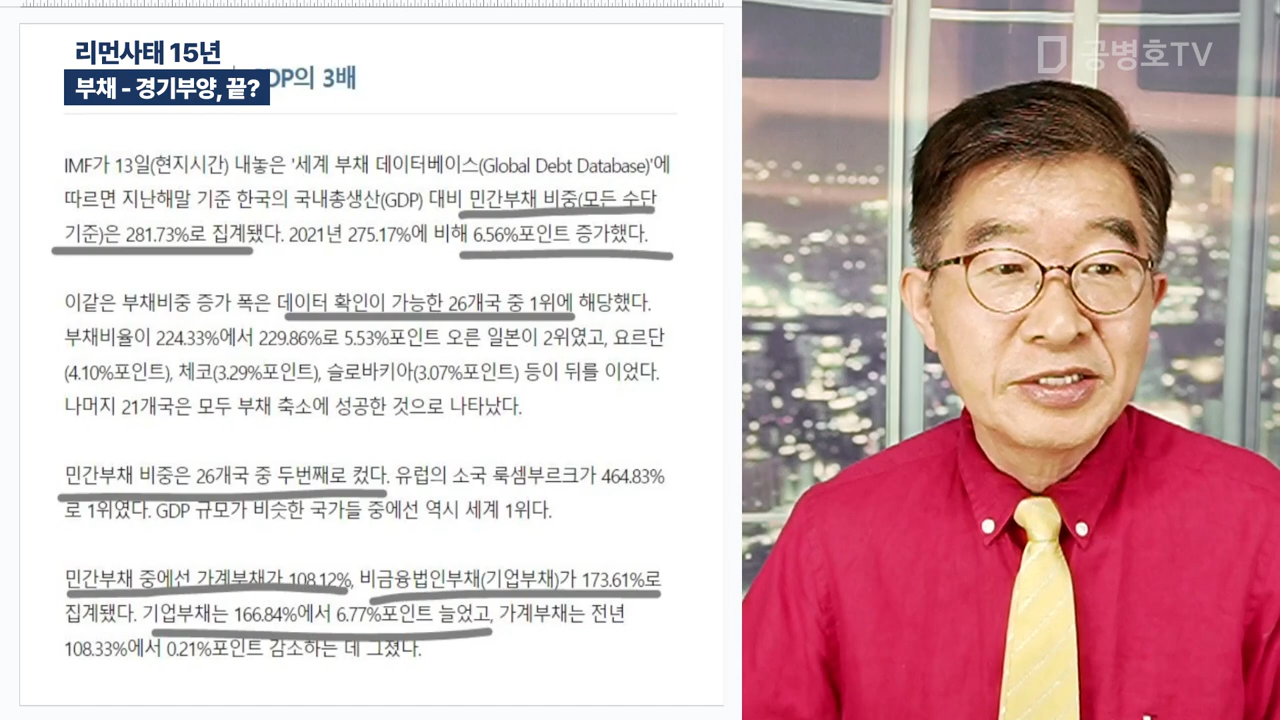 리먼사태 15년
부채 - 경기부양, 끝?
DP의 3배
공병호TV
IMF가 13일(현지시간) 내놓은 '세계 부채 데이터베이스(Global Debt Database)'에
따르면 지난해말 기준 한국의 국내총생산(GDP) 대비 민간부채 비중(모든 수단
기준)은 281.73%로 집계됐다. 2021년 275.17%에 비해 6.56%포인트 증가했다.
이같은 부채비중 증가 폭은 데이터 확인이 가능한 26개국 중 1위에 해당했다.
부채비율이 224.33%에서 229.86%로 5.53%포인트 오른 일본이 2위였고, 요르단
(4.10%포인트), 체코(3.29%포인트), 슬로바키아(3.07%포인트) 등이 뒤를 이었다.
나머지 21개국은 모두 부채 축소에 성공한 것으로 나타났다.
민간부채 비중은 26개국 중 두번째로 컸다. 유럽의 소국 룩셈부르크가 464.83%
로 1위였다. GDP 규모가 비슷한 국가들 중에선 역시 세계 1위다.
민간부채 중에선 가계부채가 108.12%, 비금융법인부채(기업부채)가 173.61%로
집계됐다. 기업부채는 166.84%에서 6.77%포인트 늘었고, 가계부채는 전년
108.33%에서 0.21%포인트 감소하는 데 그쳤다.